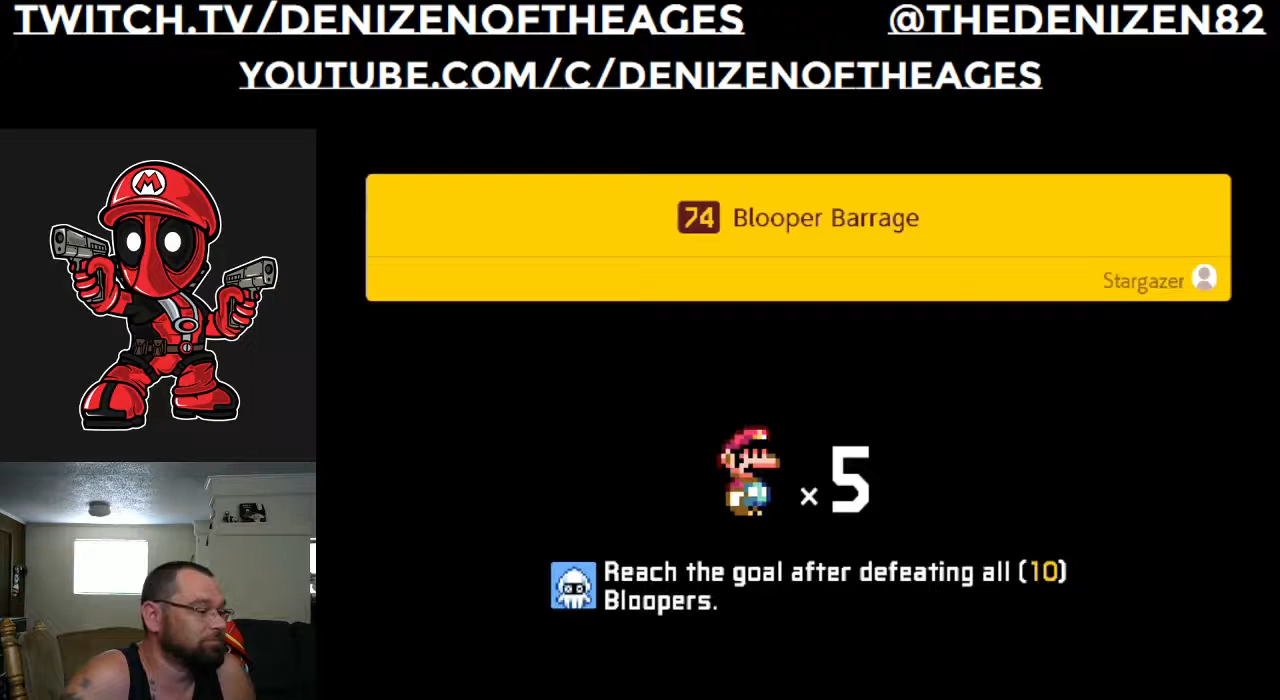 TWITCH.TV/DENIZENOFTHEAGES @THEDENIZEN82
YOUTUBE.COM/C/DENIZENOFTHEAGES
M
74 Blooper Barrage
Stargazer
× 5
Reach the goal after defeating all (10)
Bloopers.